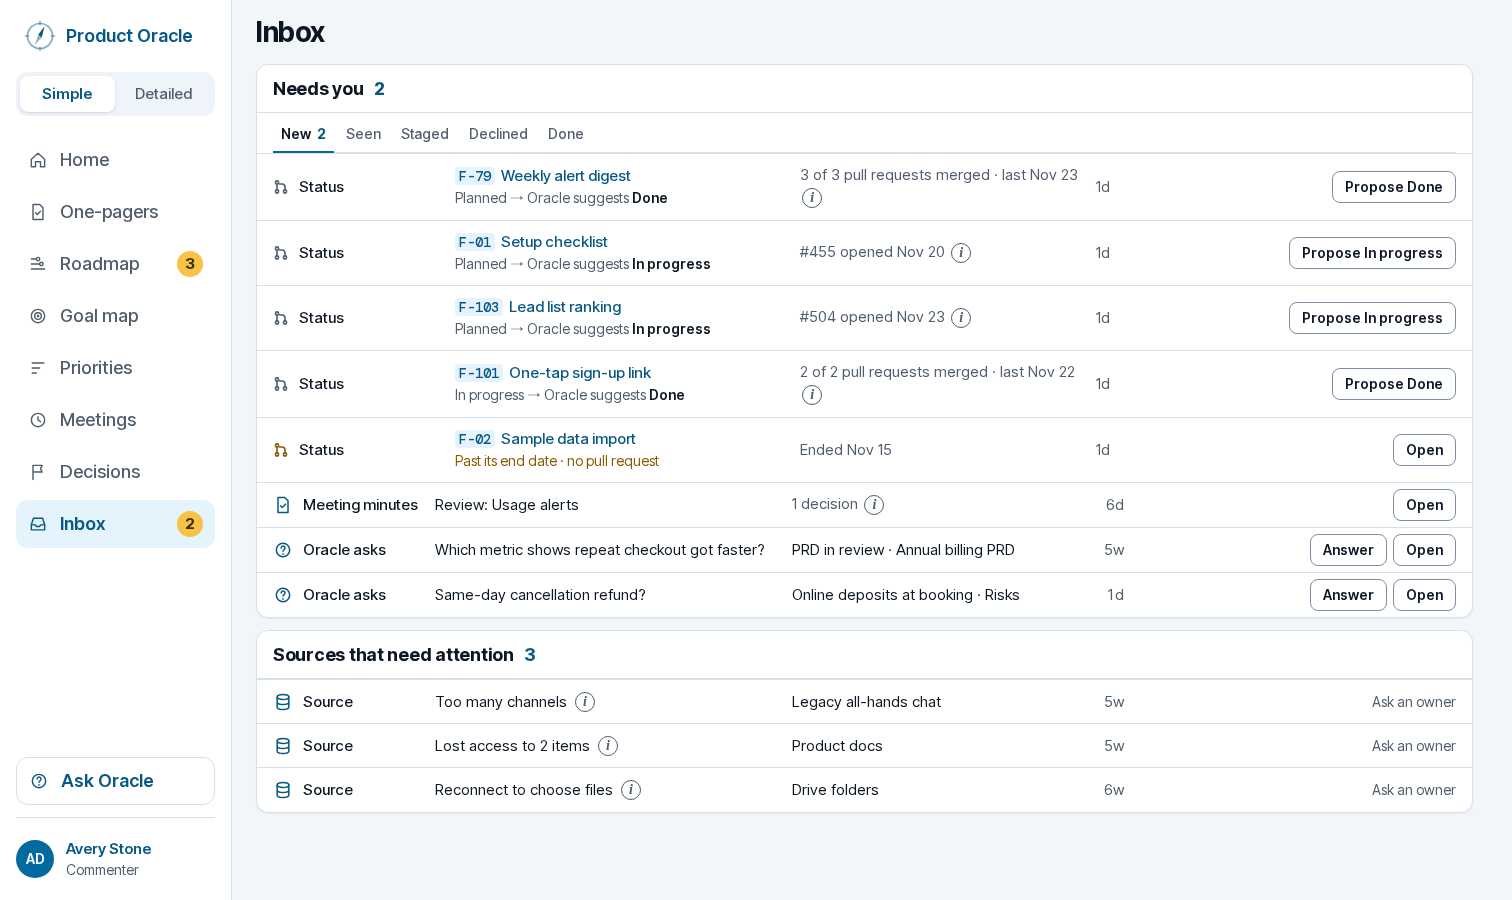 Product Oracle
Simple Detailed
Home
One-pagers
Roadmap 3
Goal map
Priorities
Meetings
Decisions
Inbox 2
Ask Oracle
AD
Avery Stone
Commenter
Inbox
Needs you 2
New 2 Seen Staged Declined Done
Status
F-79 Weekly alert digest
Planned → Oracle suggests Done
3 of 3 pull requests merged · last Nov 23
i
1d
Propose Done
Status
F-01 Setup checklist
Planned → Oracle suggests In progress
#455 opened Nov 20 i
1d
Propose In progress
Status
F-103 Lead list ranking
Planned → Oracle suggests In progress
#504 opened Nov 23 i
1d
Propose In progress
Status
F-101 One-tap sign-up link
In progress → Oracle suggests Done
2 of 2 pull requests merged · last Nov 22
i
1d
Propose Done
Status
F-02 Sample data import
Past its end date · no pull request
Ended Nov 15
1d
Open
Meeting minutes Review: Usage alerts 1 decision i 6d Open
Oracle asks Which metric shows repeat checkout got faster? PRD in review · Annual billing PRD 5w Answer Open
Oracle asks Same-day cancellation refund? Online deposits at booking · Risks 1d Answer Open
Sources that need attention 3
Source Too many channels i Legacy all-hands chat 5w Ask an owner
Source Lost access to 2 items i Product docs 5w Ask an owner
Source Reconnect to choose files i Drive folders 6w Ask an owner